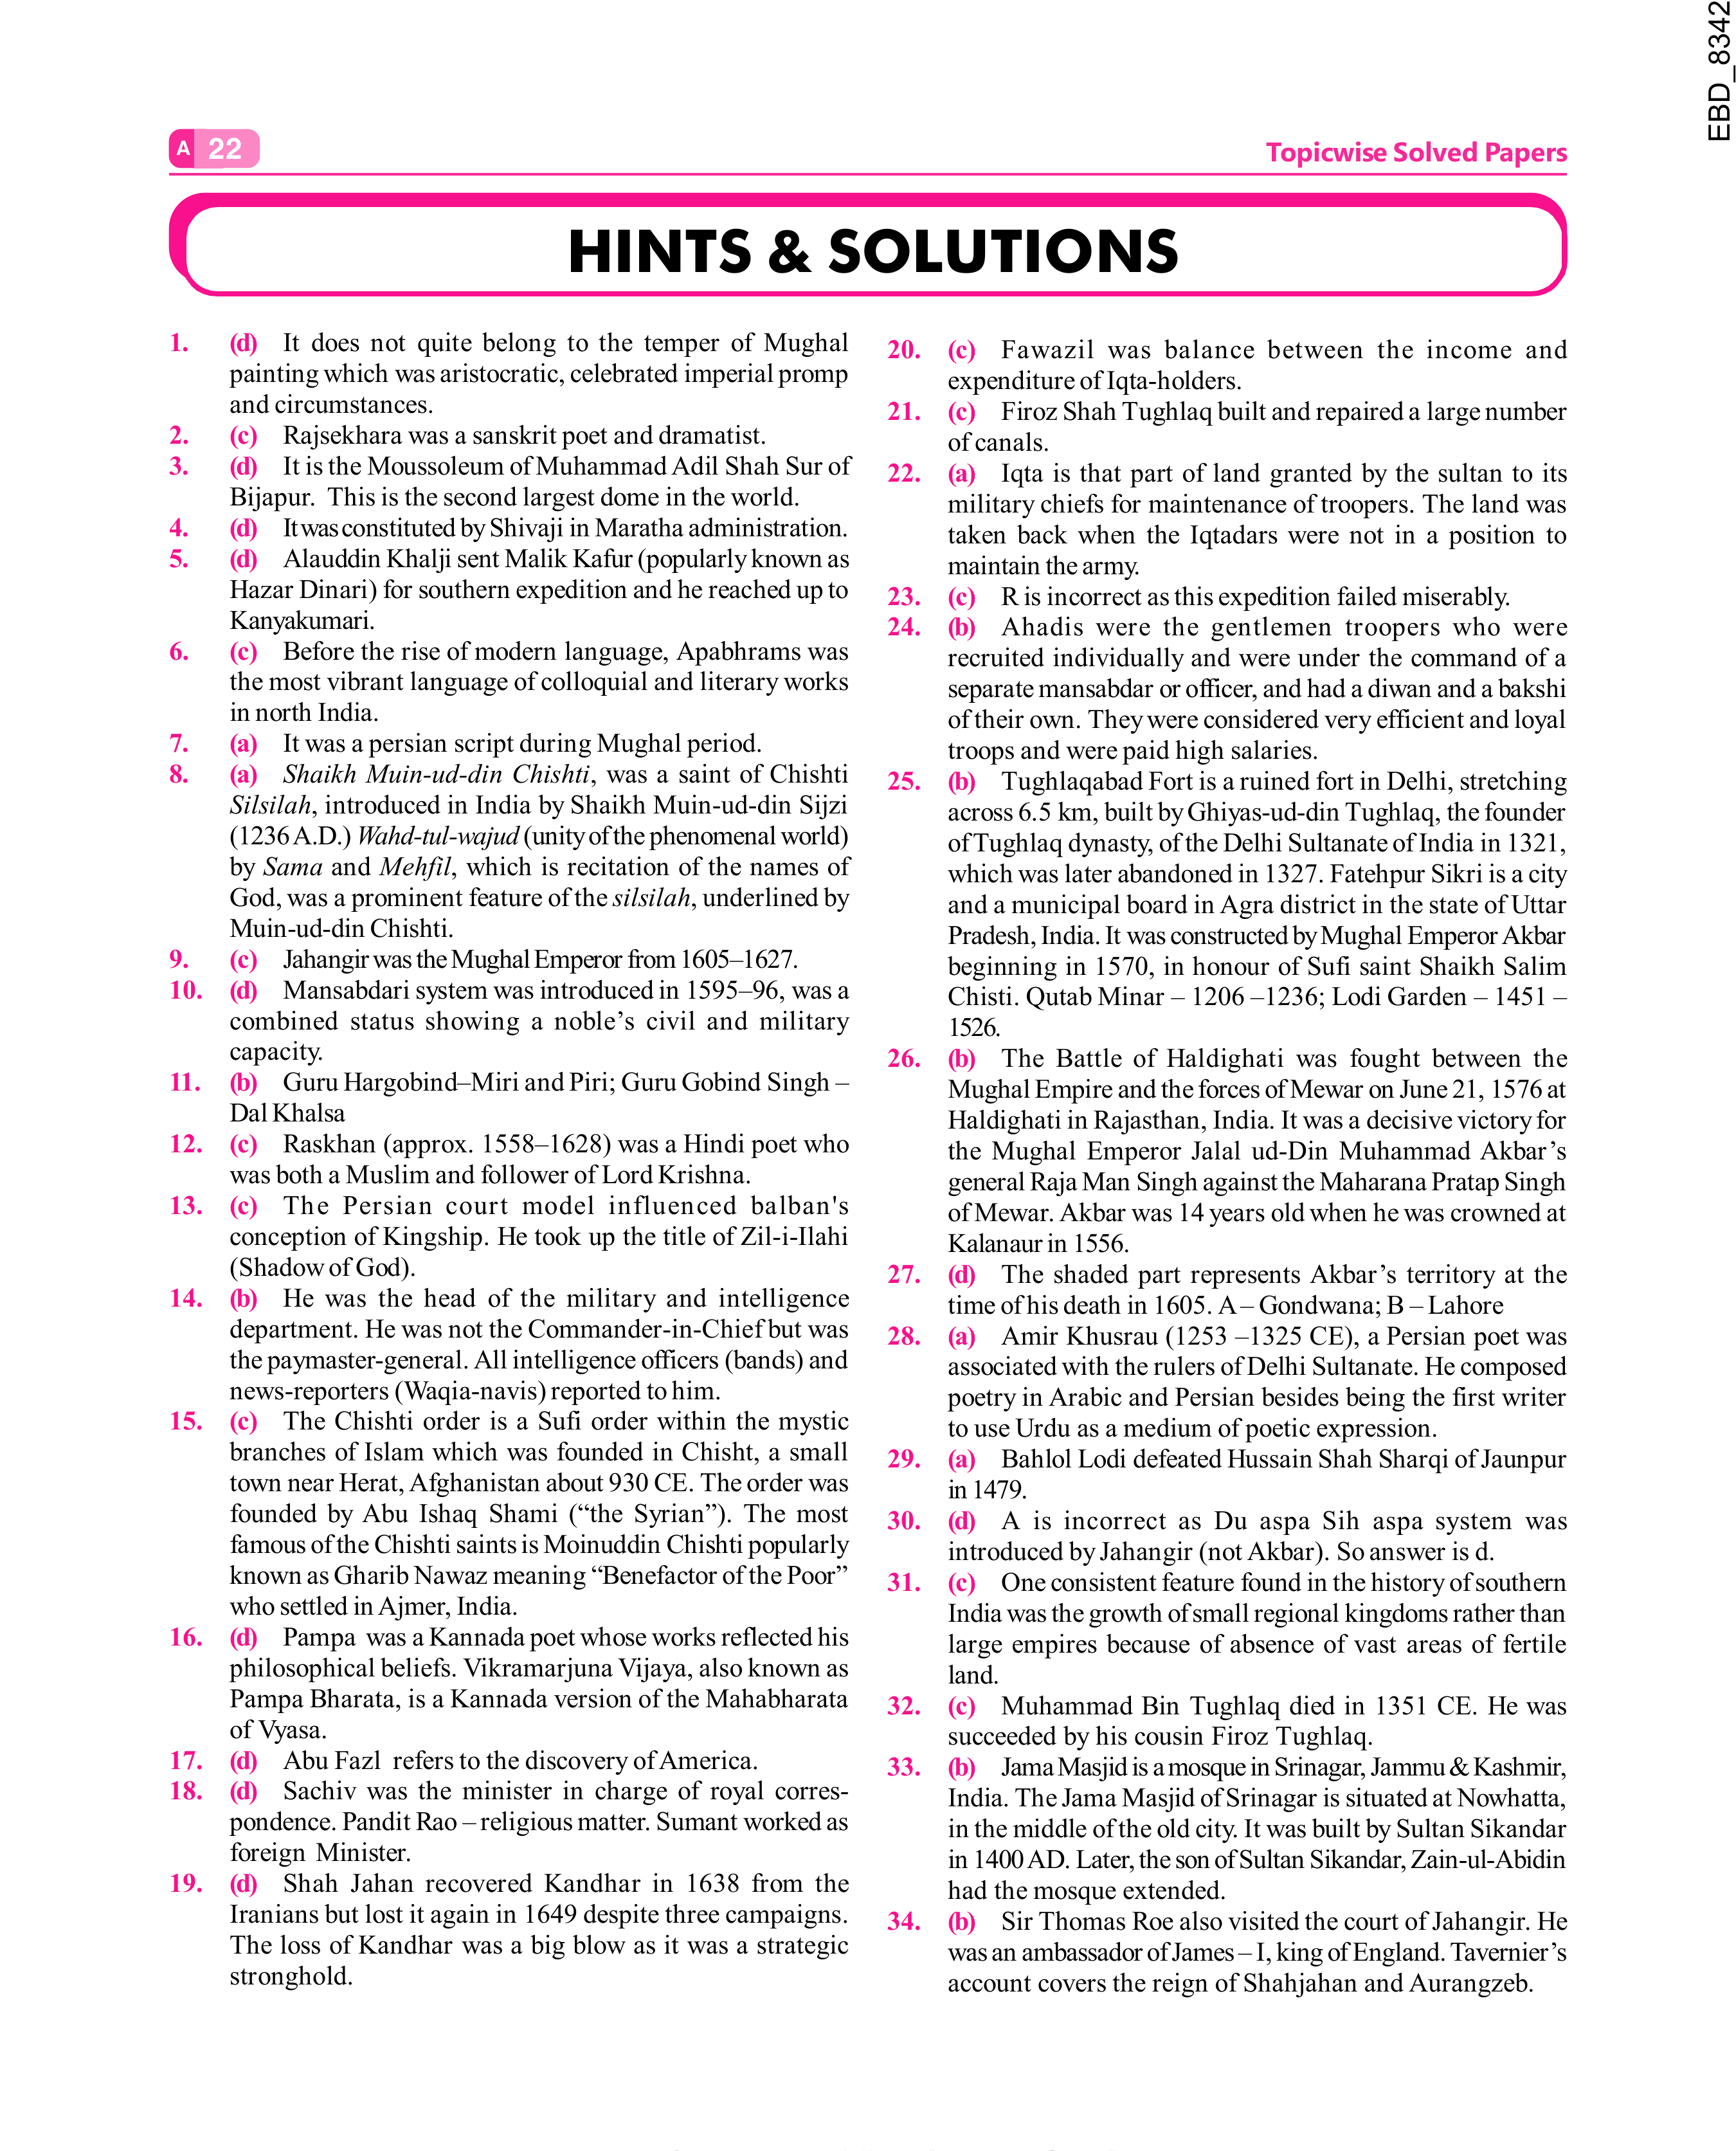 EBD_8342
A 22
Topicwise Solved Papers
HINTS & SOLUTIONS
1. (d) It does not quite belong to the temper of Mughal
painting which was aristocratic, celebrated imperial promp
and circumstances.
2. (c) Rajsekhara was a sanskrit poet and dramatist.
3. (d) It is the Moussoleum of Muhammad Adil Shah Sur of
Bijapur. This is the second largest dome in the world.
4. (d) It was constituted by Shivaji in Maratha administration.
5. (d) Alauddin Khalji sent Malik Kafur (popularly known as
Hazar Dinari) for southern expedition and he reached up to
Kanyakumari.
6. (c) Before the rise of modern language, Apabhrams was
the most vibrant language of colloquial and literary works
in north India.
7. (a) It was a persian script during Mughal period.
8. (a) Shaikh Muin-ud-din Chishti, was a saint of Chishti
Silsilah, introduced in India by Shaikh Muin-ud-din Sijzi
(1236 A.D.) Wahd-tul-wajud (unity of the phenomenal world)
by Sama and Mehfil, which is recitation of the names of
God, was a prominent feature of the silsilah, underlined by
Muin-ud-din Chishti.
9. (c) Jahangir was the Mughal Emperor from 1605–1627.
10. (d) Mansabdari system was introduced in 1595–96, was a
combined status showing a noble’s civil and military
capacity.
11. (b) Guru Hargobind–Miri and Piri; Guru Gobind Singh –
Dal Khalsa
12. (c) Raskhan (approx. 1558–1628) was a Hindi poet who
was both a Muslim and follower of Lord Krishna.
13. (c) The Persian court model influenced balban's
conception of Kingship. He took up the title of Zil-i-Ilahi
(Shadow of God).
14. (b) He was the head of the military and intelligence
department. He was not the Commander-in-Chief but was
the paymaster-general. All intelligence officers (bands) and
news-reporters (Waqia-navis) reported to him.
15. (c) The Chishti order is a Sufi order within the mystic
branches of Islam which was founded in Chisht, a small
town near Herat, Afghanistan about 930 CE. The order was
founded by Abu Ishaq Shami (“the Syrian”). The most
famous of the Chishti saints is Moinuddin Chishti popularly
known as Gharib Nawaz meaning “Benefactor of the Poor”
who settled in Ajmer, India.
16. (d) Pampa was a Kannada poet whose works reflected his
philosophical beliefs. Vikramarjuna Vijaya, also known as
Pampa Bharata, is a Kannada version of the Mahabharata
of Vyasa.
17. (d) Abu Fazl refers to the discovery of America.
18. (d) Sachiv was the minister in charge of royal corres-
pondence. Pandit Rao – religious matter. Sumant worked as
foreign Minister.
19. (d) Shah Jahan recovered Kandhar in 1638 from the
Iranians but lost it again in 1649 despite three campaigns.
The loss of Kandhar was a big blow as it was a strategic
stronghold.
20. (c) Fawazil was balance between the income and
expenditure of Iqta-holders.
21. (c) Firoz Shah Tughlaq built and repaired a large number
of canals.
22. (a) Iqta is that part of land granted by the sultan to its
military chiefs for maintenance of troopers. The land was
taken back when the Iqtadars were not in a position to
maintain the army.
23. (c) R is incorrect as this expedition failed miserably.
24. (b) Ahadis were the gentlemen troopers who were
recruited individually and were under the command of a
separate mansabdar or officer, and had a diwan and a bakshi
of their own. They were considered very efficient and loyal
troops and were paid high salaries.
25. (b) Tughlaqabad Fort is a ruined fort in Delhi, stretching
across 6.5 km, built by Ghiyas-ud-din Tughlaq, the founder
of Tughlaq dynasty, of the Delhi Sultanate of India in 1321,
which was later abandoned in 1327. Fatehpur Sikri is a city
and a municipal board in Agra district in the state of Uttar
Pradesh, India. It was constructed by Mughal Emperor Akbar
beginning in 1570, in honour of Sufi saint Shaikh Salim
Chisti. Qutab Minar – 1206 –1236; Lodi Garden – 1451 –
1526.
26. (b) The Battle of Haldighati was fought between the
Mughal Empire and the forces of Mewar on June 21, 1576 at
Haldighati in Rajasthan, India. It was a decisive victory for
the Mughal Emperor Jalal ud-Din Muhammad Akbar’s
general Raja Man Singh against the Maharana Pratap Singh
of Mewar. Akbar was 14 years old when he was crowned at
Kalanaur in 1556.
27. (d) The shaded part represents Akbar’s territory at the
time of his death in 1605. A – Gondwana; B – Lahore
28. (a) Amir Khusrau (1253 –1325 CE), a Persian poet was
associated with the rulers of Delhi Sultanate. He composed
poetry in Arabic and Persian besides being the first writer
to use Urdu as a medium of poetic expression.
29. (a) Bahlol Lodi defeated Hussain Shah Sharqi of Jaunpur
in 1479.
30. (d) A is incorrect as Du aspa Sih aspa system was
introduced by Jahangir (not Akbar). So answer is d.
31. (c) One consistent feature found in the history of southern
India was the growth of small regional kingdoms rather than
large empires because of absence of vast areas of fertile
land.
32. (c) Muhammad Bin Tughlaq died in 1351 CE. He was
succeeded by his cousin Firoz Tughlaq.
33. (b) Jama Masjid is a mosque in Srinagar, Jammu & Kashmir,
India. The Jama Masjid of Srinagar is situated at Nowhatta,
in the middle of the old city. It was built by Sultan Sikandar
in 1400 AD. Later, the son of Sultan Sikandar, Zain-ul-Abidin
had the mosque extended.
34. (b) Sir Thomas Roe also visited the court of Jahangir. He
was an ambassador of James – I, king of England. Tavernier’s
account covers the reign of Shahjahan and Aurangzeb.